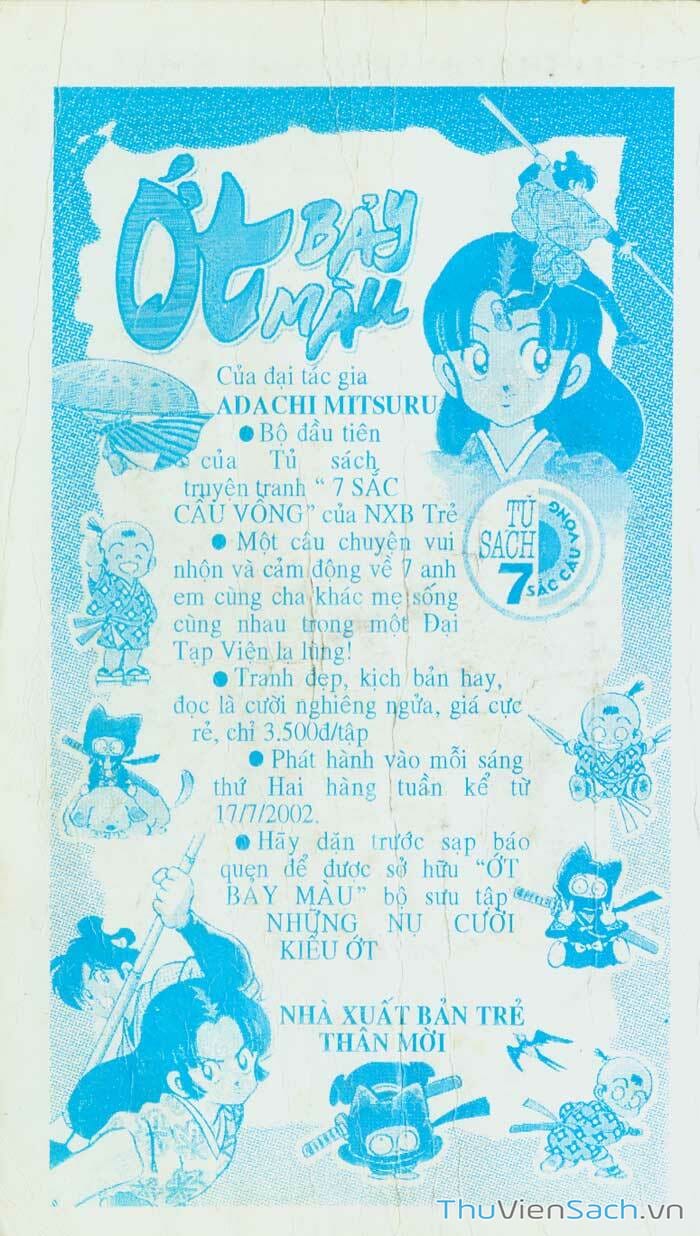 ỚT BẢY
MÀU
Của đại tác gia
ADACHI MITSURU
● Bộ đầu tiên
của Tủ sách
truyện tranh “ 7 SẮC
CẦU VỒNG” của NXB Trẻ
TỦ
SÁCH
7
SẮC CẦU VỒNG
● Một câu chuyện vui
nhộn và cảm động về 7 anh
em cùng cha khác mẹ sống
cùng nhau trong một Đại
Tạp Viện lạ lùng!
● Tranh đẹp, kịch bản hay,
đọc là cười nghiêng ngửa, giá cực
rẻ, chỉ 3.500đ/tập
● Phát hành vào mỗi sáng
thứ Hai hàng tuần kể từ
17/7/2002.
● Hãy dặn trước sạp báo
quen để được sở hữu “ỚT
BẢY MÀU” bộ sưu tập
NHỮNG NỤ CƯỜI
KIỂU ỚT
NHÀ XUẤT BẢN TRẺ
THÂN MỜI
ThuVienSach.vn